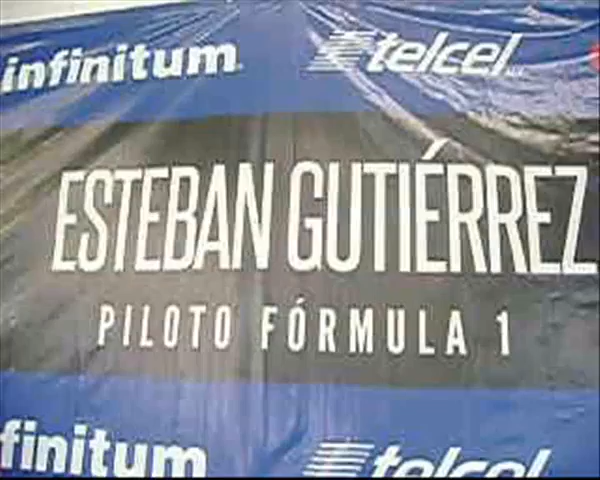 infinitum telcel
ESTEBAN GUTIÉRREZ
PILOTO FÓRMULA 1
finitum telcel